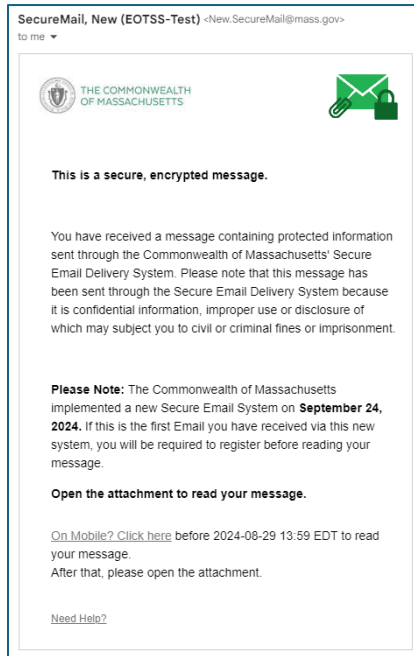 SecureMail, New (EOTSS-Test) <New.SecureMail@mass.gov>
to me
THE COMMONWEALTH
OF MASSACHUSETTS
This is a secure, encrypted message.
You have received a message containing protected information
sent through the Commonwealth of Massachusetts' Secure
Email Delivery System. Please note that this message has
been sent through the Secure Email Delivery System because
it is confidential information, improper use or disclosure of
which may subject you to civil or criminal fines or imprisonment.
Please Note: The Commonwealth of Massachusetts
implemented a new Secure Email System on September 24,
2024. If this is the first Email you have received via this new
system, you will be required to register before reading your
message.
Open the attachment to read your message.
On Mobile? Click here before 2024-08-29 13:59 EDT to read
your message.
After that, please open the attachment.
Need Help?